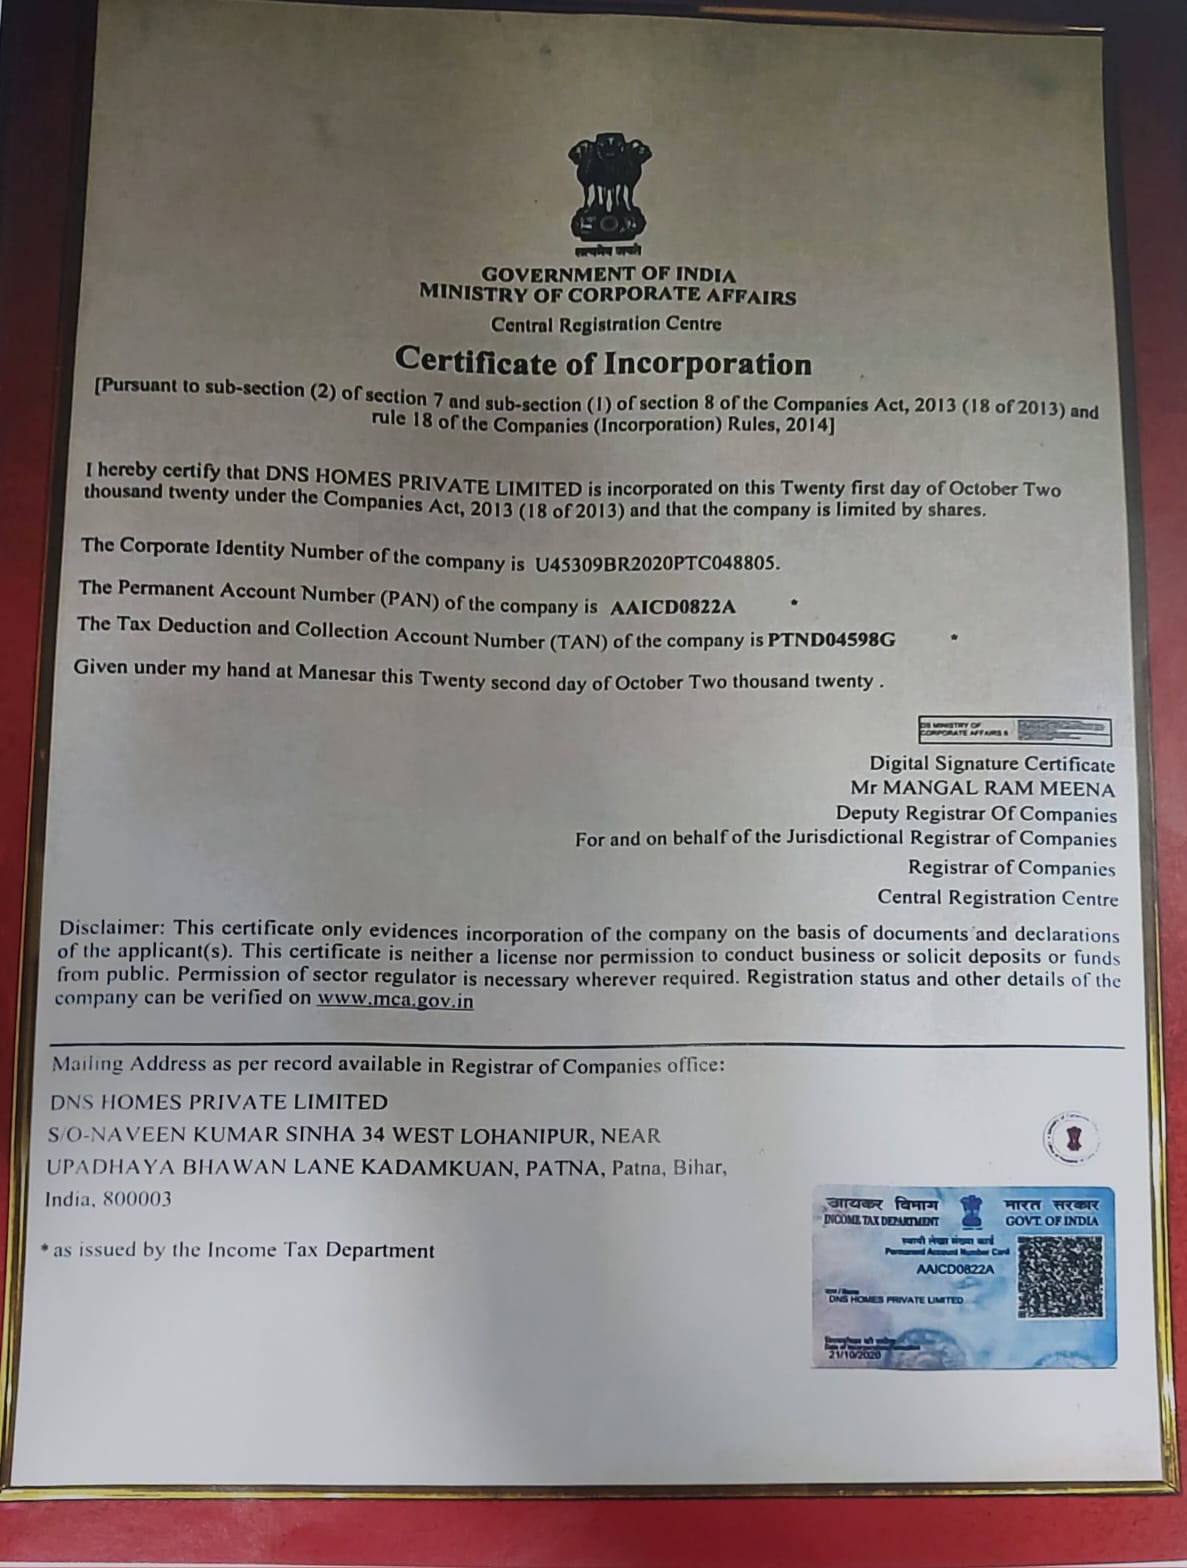 सत्यमेव जयते
GOVERNMENT OF INDIA
MINISTRY OF CORPORATE AFFAIRS
Central Registration Centre
Certificate of Incorporation
[Pursuant to sub-section (2) of section 7 and sub-section (1) of section 8 of the Companies Act, 2013 (18 of 2013) and
rule 18 of the Companies (Incorporation) Rules, 2014]
I hereby certify that DNS HOMES PRIVATE LIMITED is incorporated on this Twenty first day of October Two
thousand twenty under the Companies Act, 2013 (18 of 2013) and that the company is limited by shares.
The Corporate Identity Number of the company is U45309BR2020PTC048805.
The Permanent Account Number (PAN) of the company is AAICD0822A *
The Tax Deduction and Collection Account Number (TAN) of the company is PTND04598G *
Given under my hand at Manesar this Twenty second day of October Two thousand twenty .
DS MINISTRY OF
CORPORATE AFFAIRS 6
Digital Signature Certificate
Mr MANGAL RAM MEENA
Deputy Registrar Of Companies
For and on behalf of the Jurisdictional Registrar of Companies
Registrar of Companies
Central Registration Centre
Disclaimer: This certificate only evidences incorporation of the company on the basis of documents and declarations
of the applicant(s). This certificate is neither a license nor permission to conduct business or solicit deposits or funds
from public. Permission of sector regulator is necessary wherever required. Registration status and other details of the
company can be verified on www.mca.gov.in
Mailing Address as per record available in Registrar of Companies office:
DNS HOMES PRIVATE LIMITED
S/O-NAVEEN KUMAR SINHA 34 WEST LOHANIPUR, NEAR
UPADHAYA BHAWAN LANE KADAMKUAN, PATNA, Patna, Bihar,
India, 800003
* as issued by the Income Tax Department
आयकर विभाग भारत सरकार
INCOME TAX DEPARTMENT GOVT. OF INDIA
स्थायी लेखा संख्या कार्ड
Permanent Account Number Card
AAICD0822A
नाम / Name
DNS HOMES PRIVATE LIMITED
21/10/2020